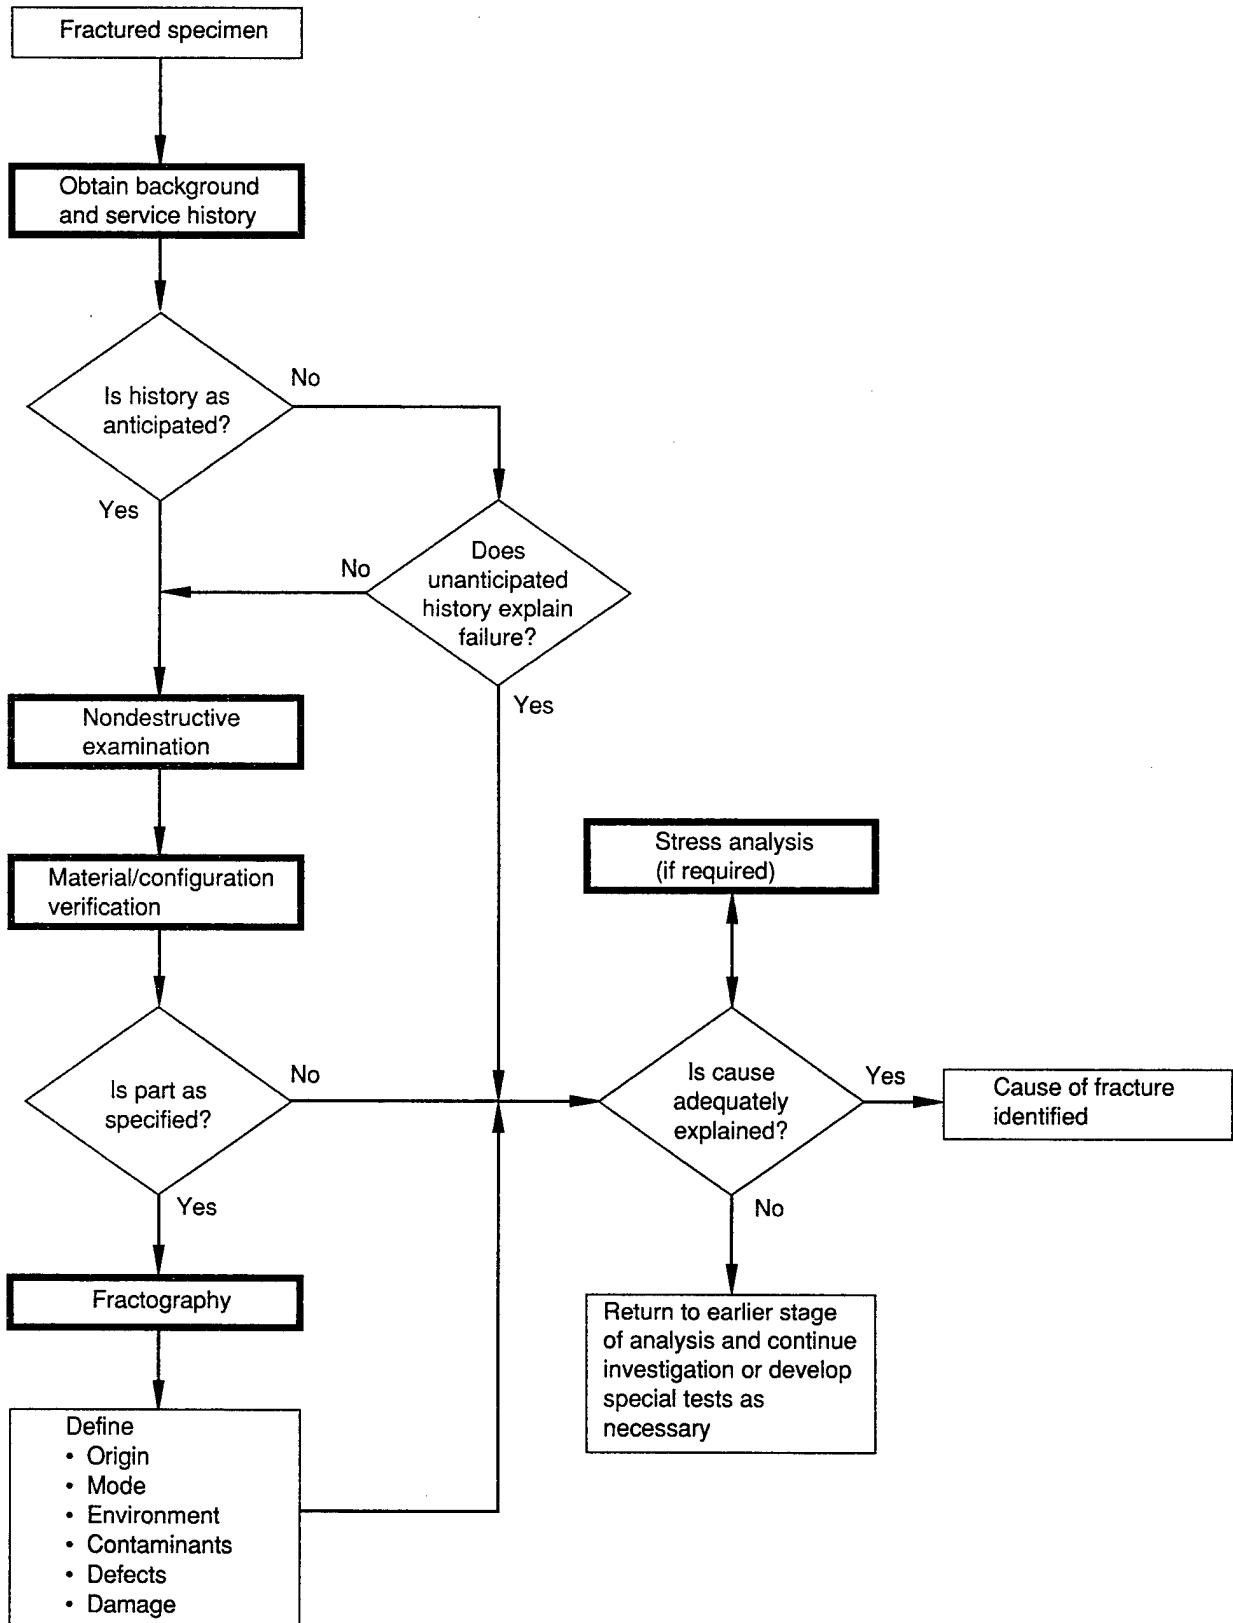 Fractured specimen
Obtain background
and service history
Is history as
anticipated?
No
Yes
Does
unanticipated
history explain
failure?
No
Yes
Nondestructive
examination
Material/configuration
verification
Is part as
specified?
No
Yes
Stress analysis
(if required)
Is cause
adequately
explained?
Yes
Cause of fracture
identified
No
Return to earlier stage
of analysis and continue
investigation or develop
special tests as
necessary
Fractography
Define
• Origin
• Mode
• Environment
• Contaminants
• Defects
• Damage